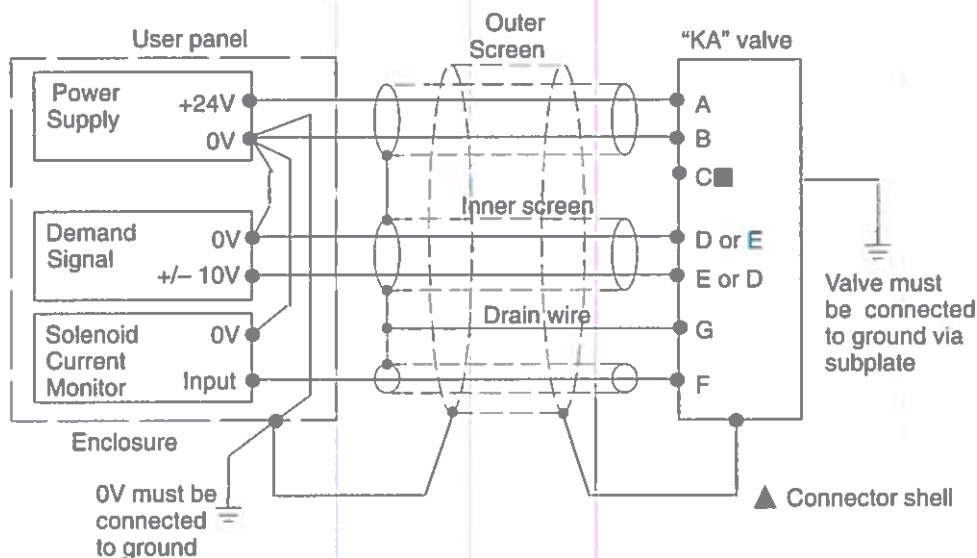 Outer
Screen
User panel
“KA” valve
Power
Supply
+24V
0V
A
B
C■
Inner screen
Demand
Signal
0V
+/– 10V
D or E
E or D
Drain wire
G
Solenoid
Current
Monitor
0V
Input
F
Valve must
be connected
to ground via
subplate
Enclosure
0V must be
connected
to ground
▲ Connector shell